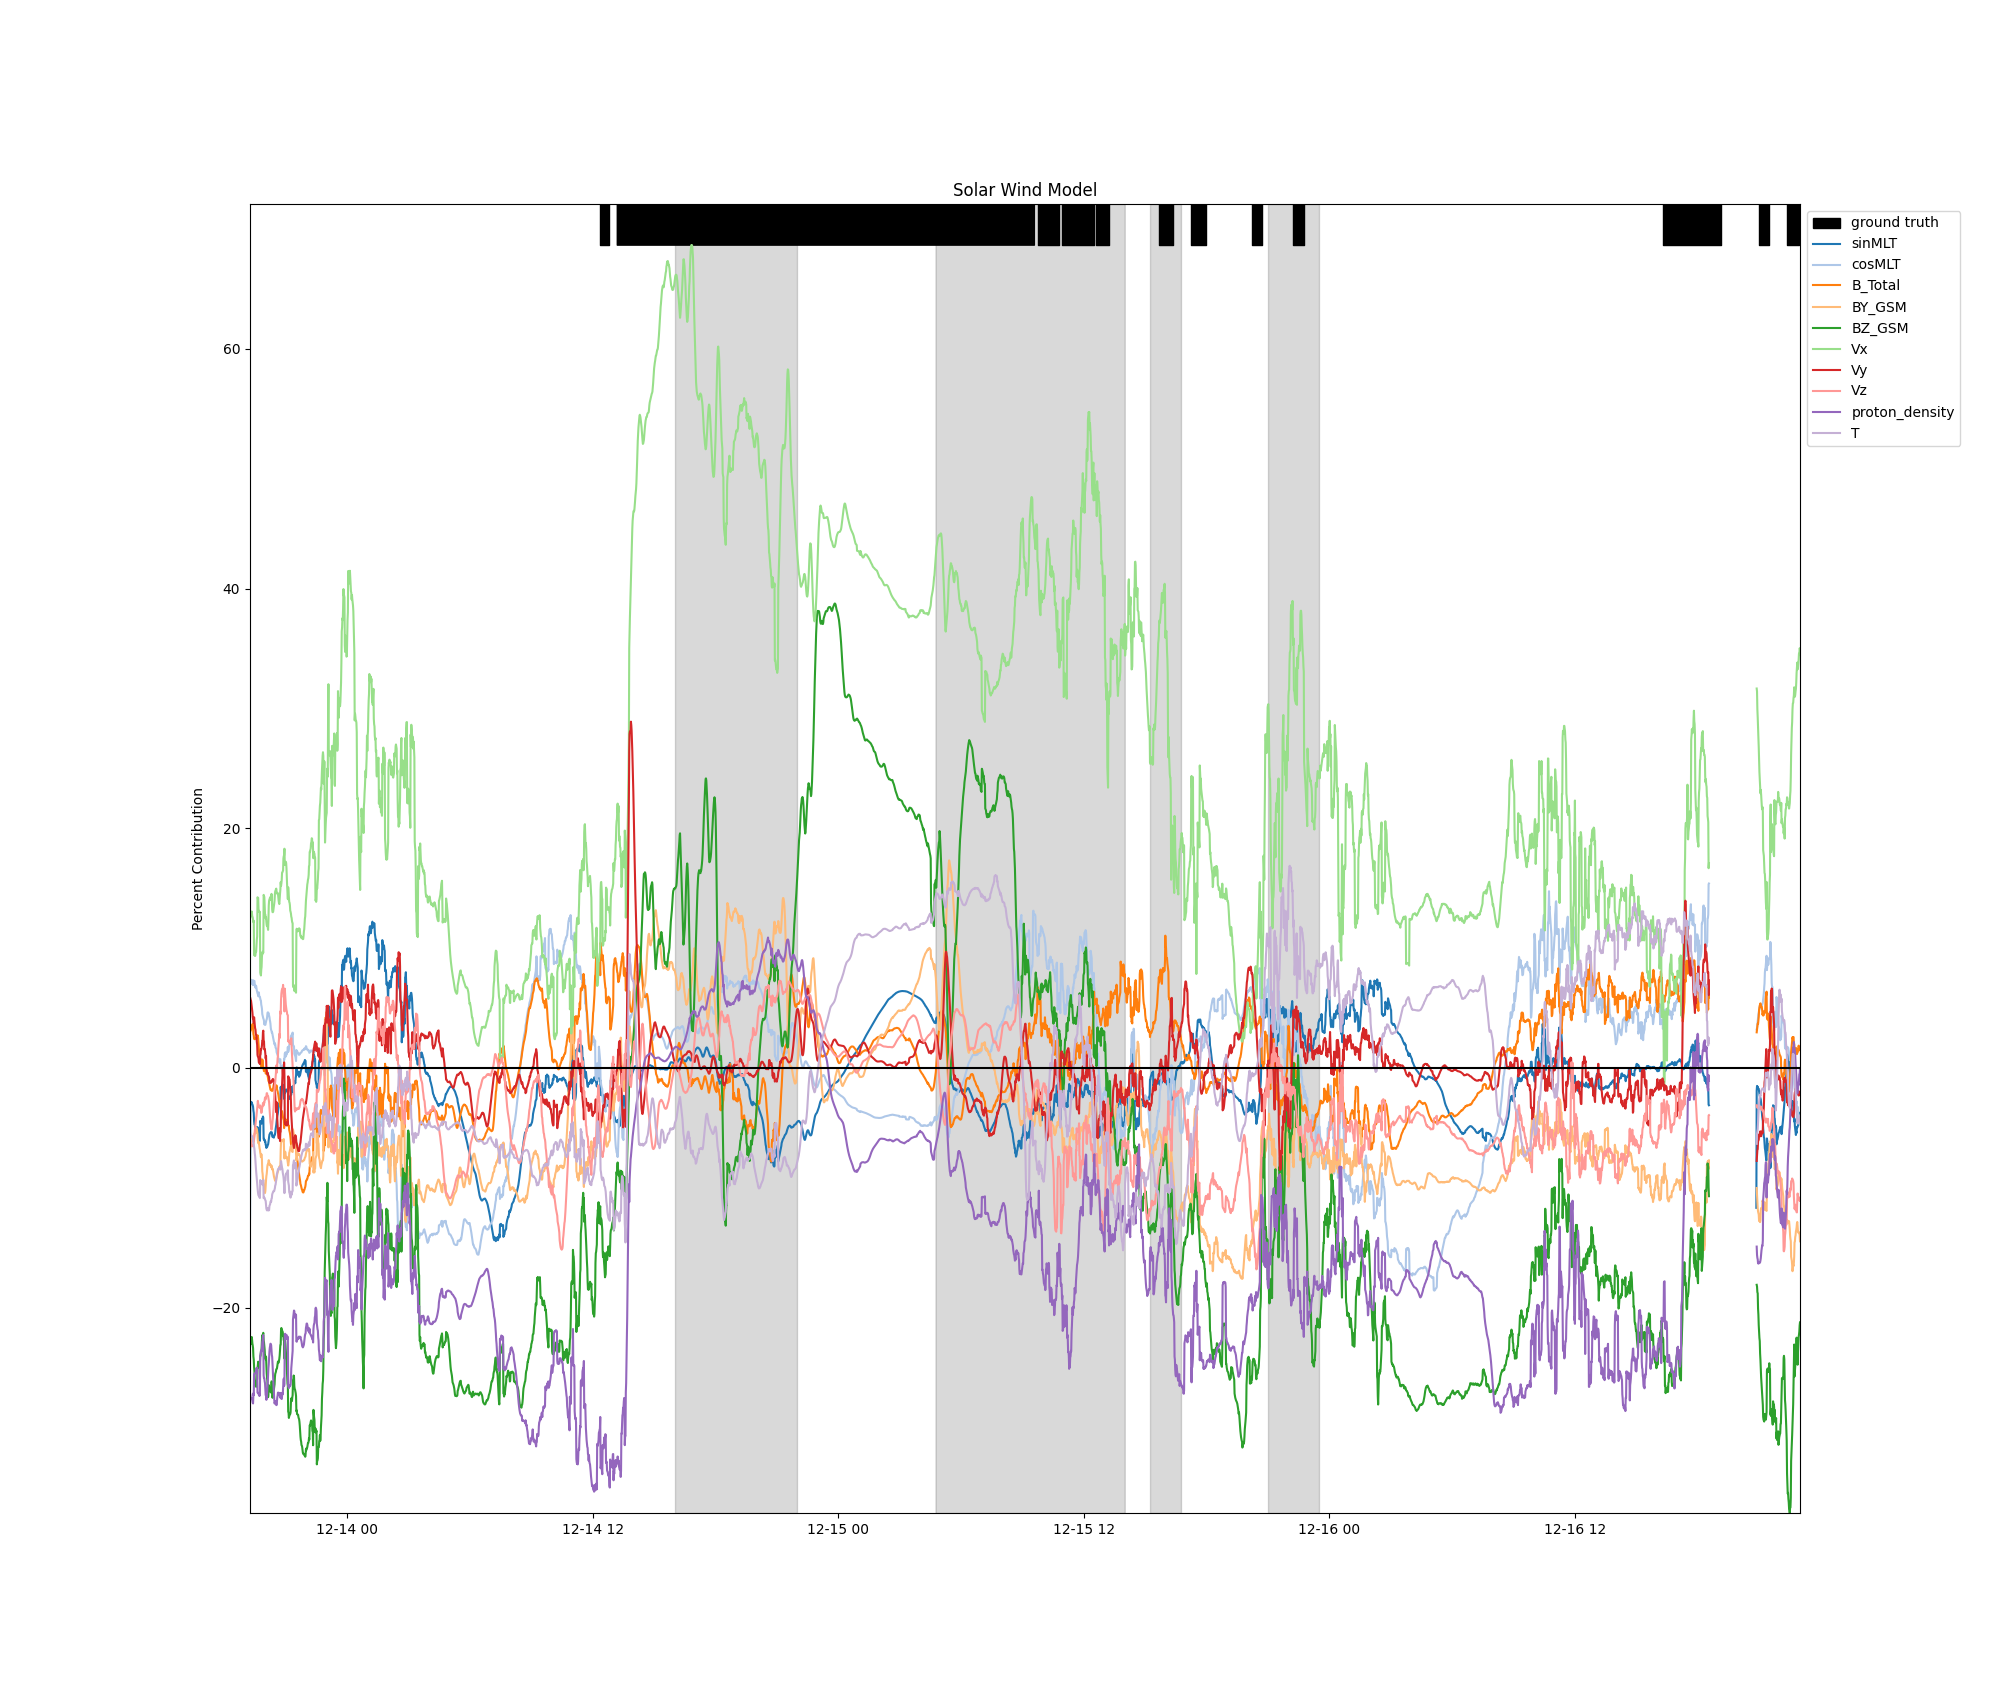 Solar Wind Model
ground truth
sinMLT
cosMLT
B_Total
BY_GSM
BZ_GSM
Vx
Vy
Vz
proton_density
T
Percent Contribution
60
40
20
0
−20
12-14 00
12-14 12
12-15 00
12-15 12
12-16 00
12-16 12